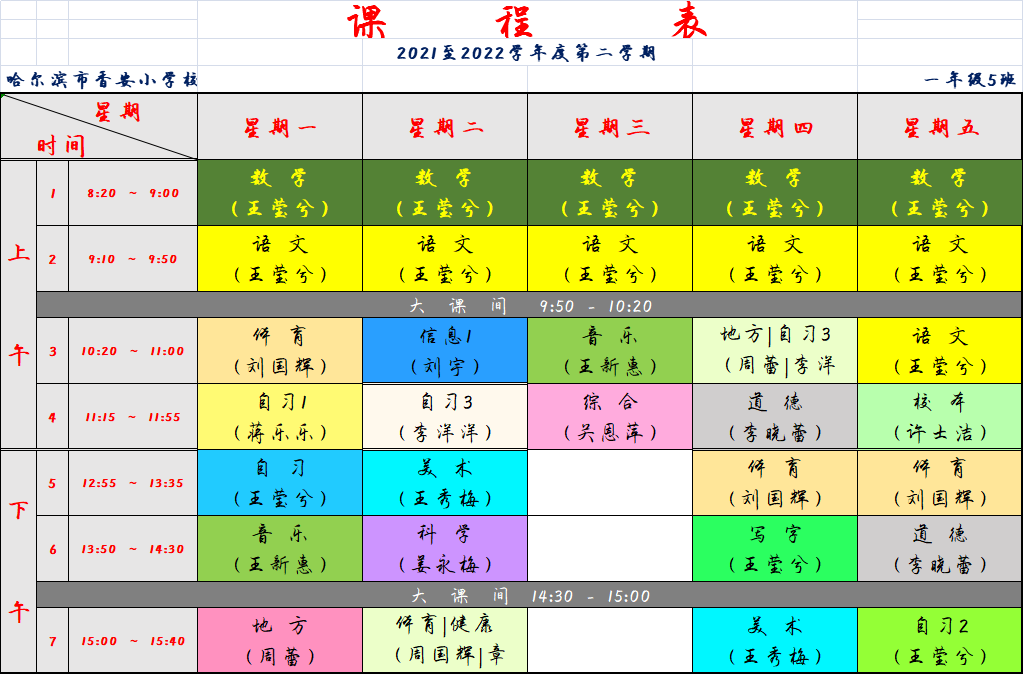 课 程 表
2021至2022学年度第二学期
哈尔滨市香安小学校 一年级5班
星期
时间
星期一 星期二 星期三 星期四 星期五
上午
1 8:20 ~ 9:00 数学 数学 数学 数学 数学
(王莹兮) (王莹兮) (王莹兮) (王莹兮) (王莹兮)
2 9:10 ~ 9:50 语文 语文 语文 语文 语文
(王莹兮) (王莹兮) (王莹兮) (王莹兮) (王莹兮)
大 课 间 9:50 - 10:20
3 10:20 ~ 11:00 体育 信息1 音乐 地方|自习3 语文
(刘国辉) (刘宇) (王新惠) (周蕾|李洋 (王莹兮)
4 11:15 ~ 11:55 自习1 自习3 综合 道德 校本
(蒋乐乐) (李洋洋) (吴恩萍) (李晓蕾) (许士洁)
下午
5 12:55 ~ 13:35 自习 美术 体育 体育
(王莹兮) (王秀梅) (刘国辉) (刘国辉)
6 13:50 ~ 14:30 音乐 科学 写字 道德
(王新惠) (姜永梅) (王莹兮) (李晓蕾)
大 课 间 14:30 - 15:00
7 15:00 ~ 15:40 地方 体育|健康 美术 自习2
(周蕾) (周国辉|章 (王秀梅) (王莹兮)